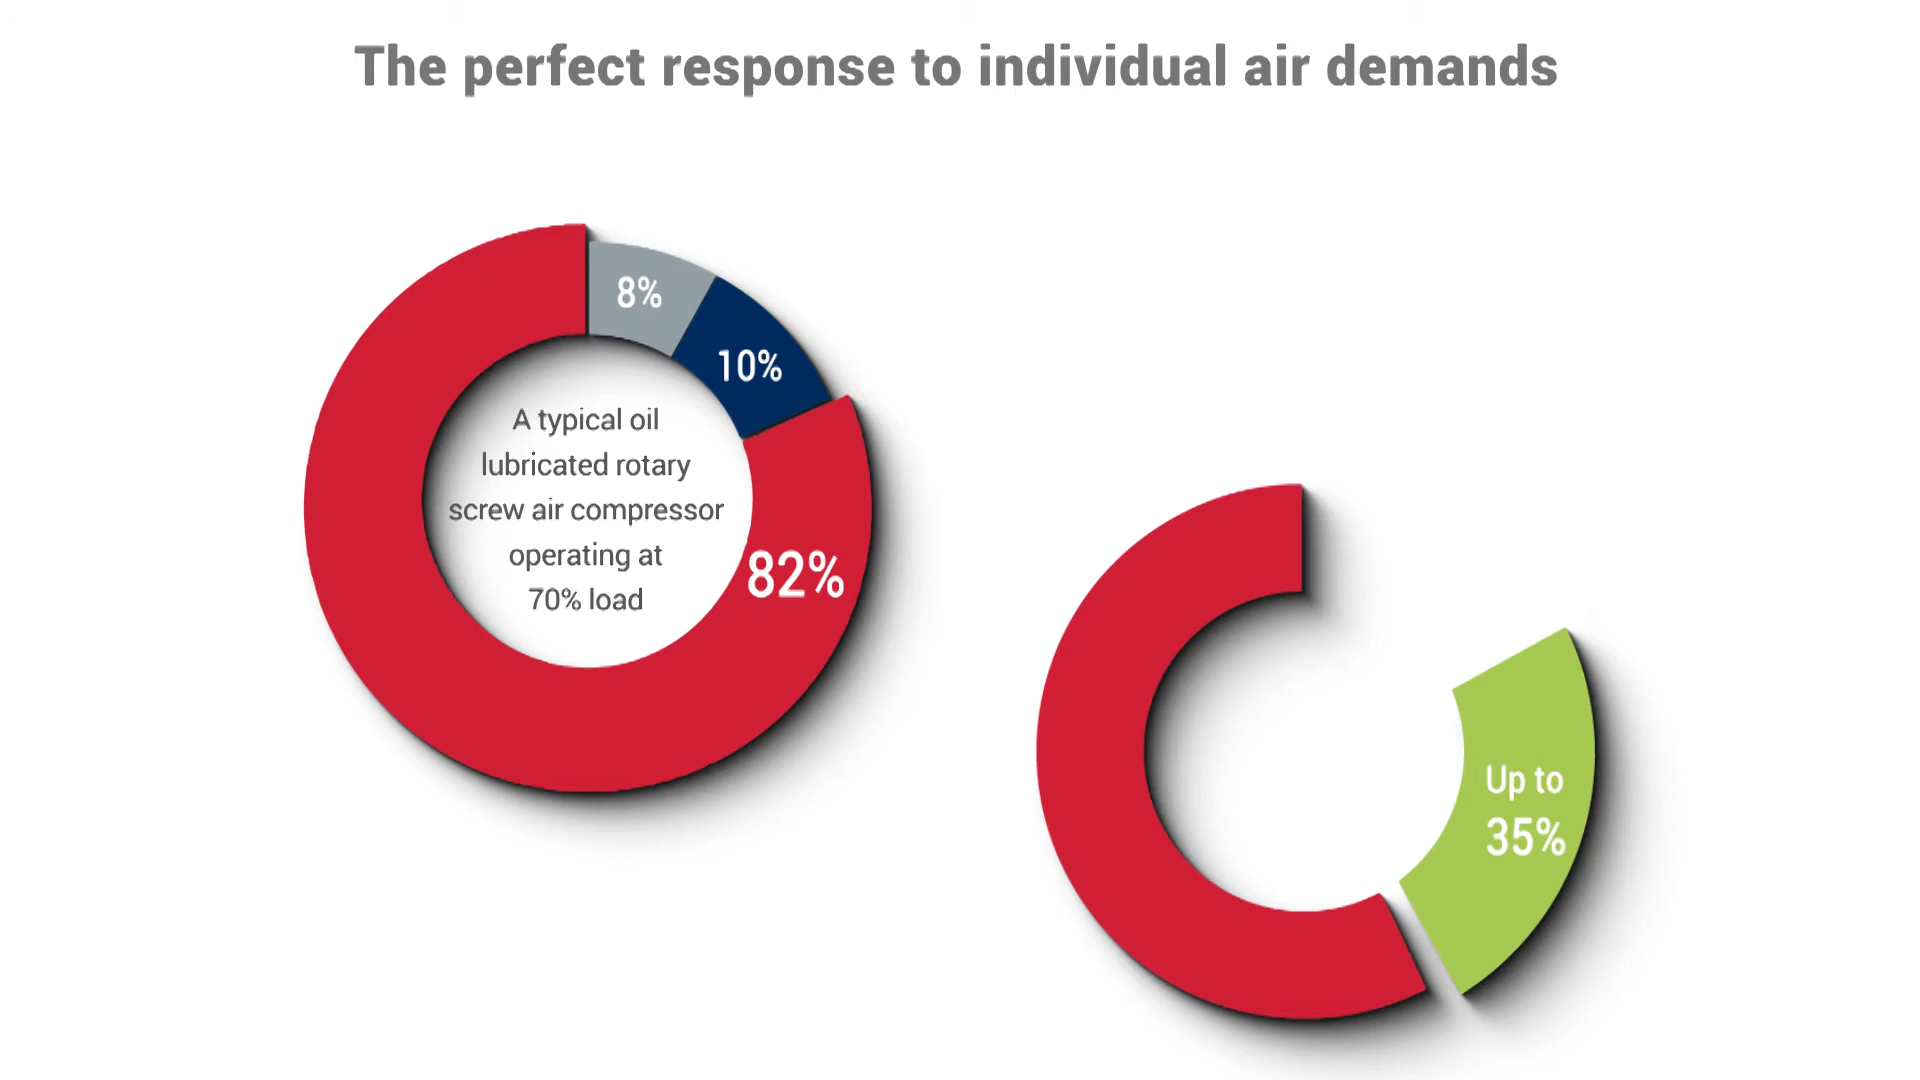 The perfect response to individual air demands
8%
10%
A typical oil
lubricated rotary
screw air compressor
operating at
70% load
82%
Up to
35%